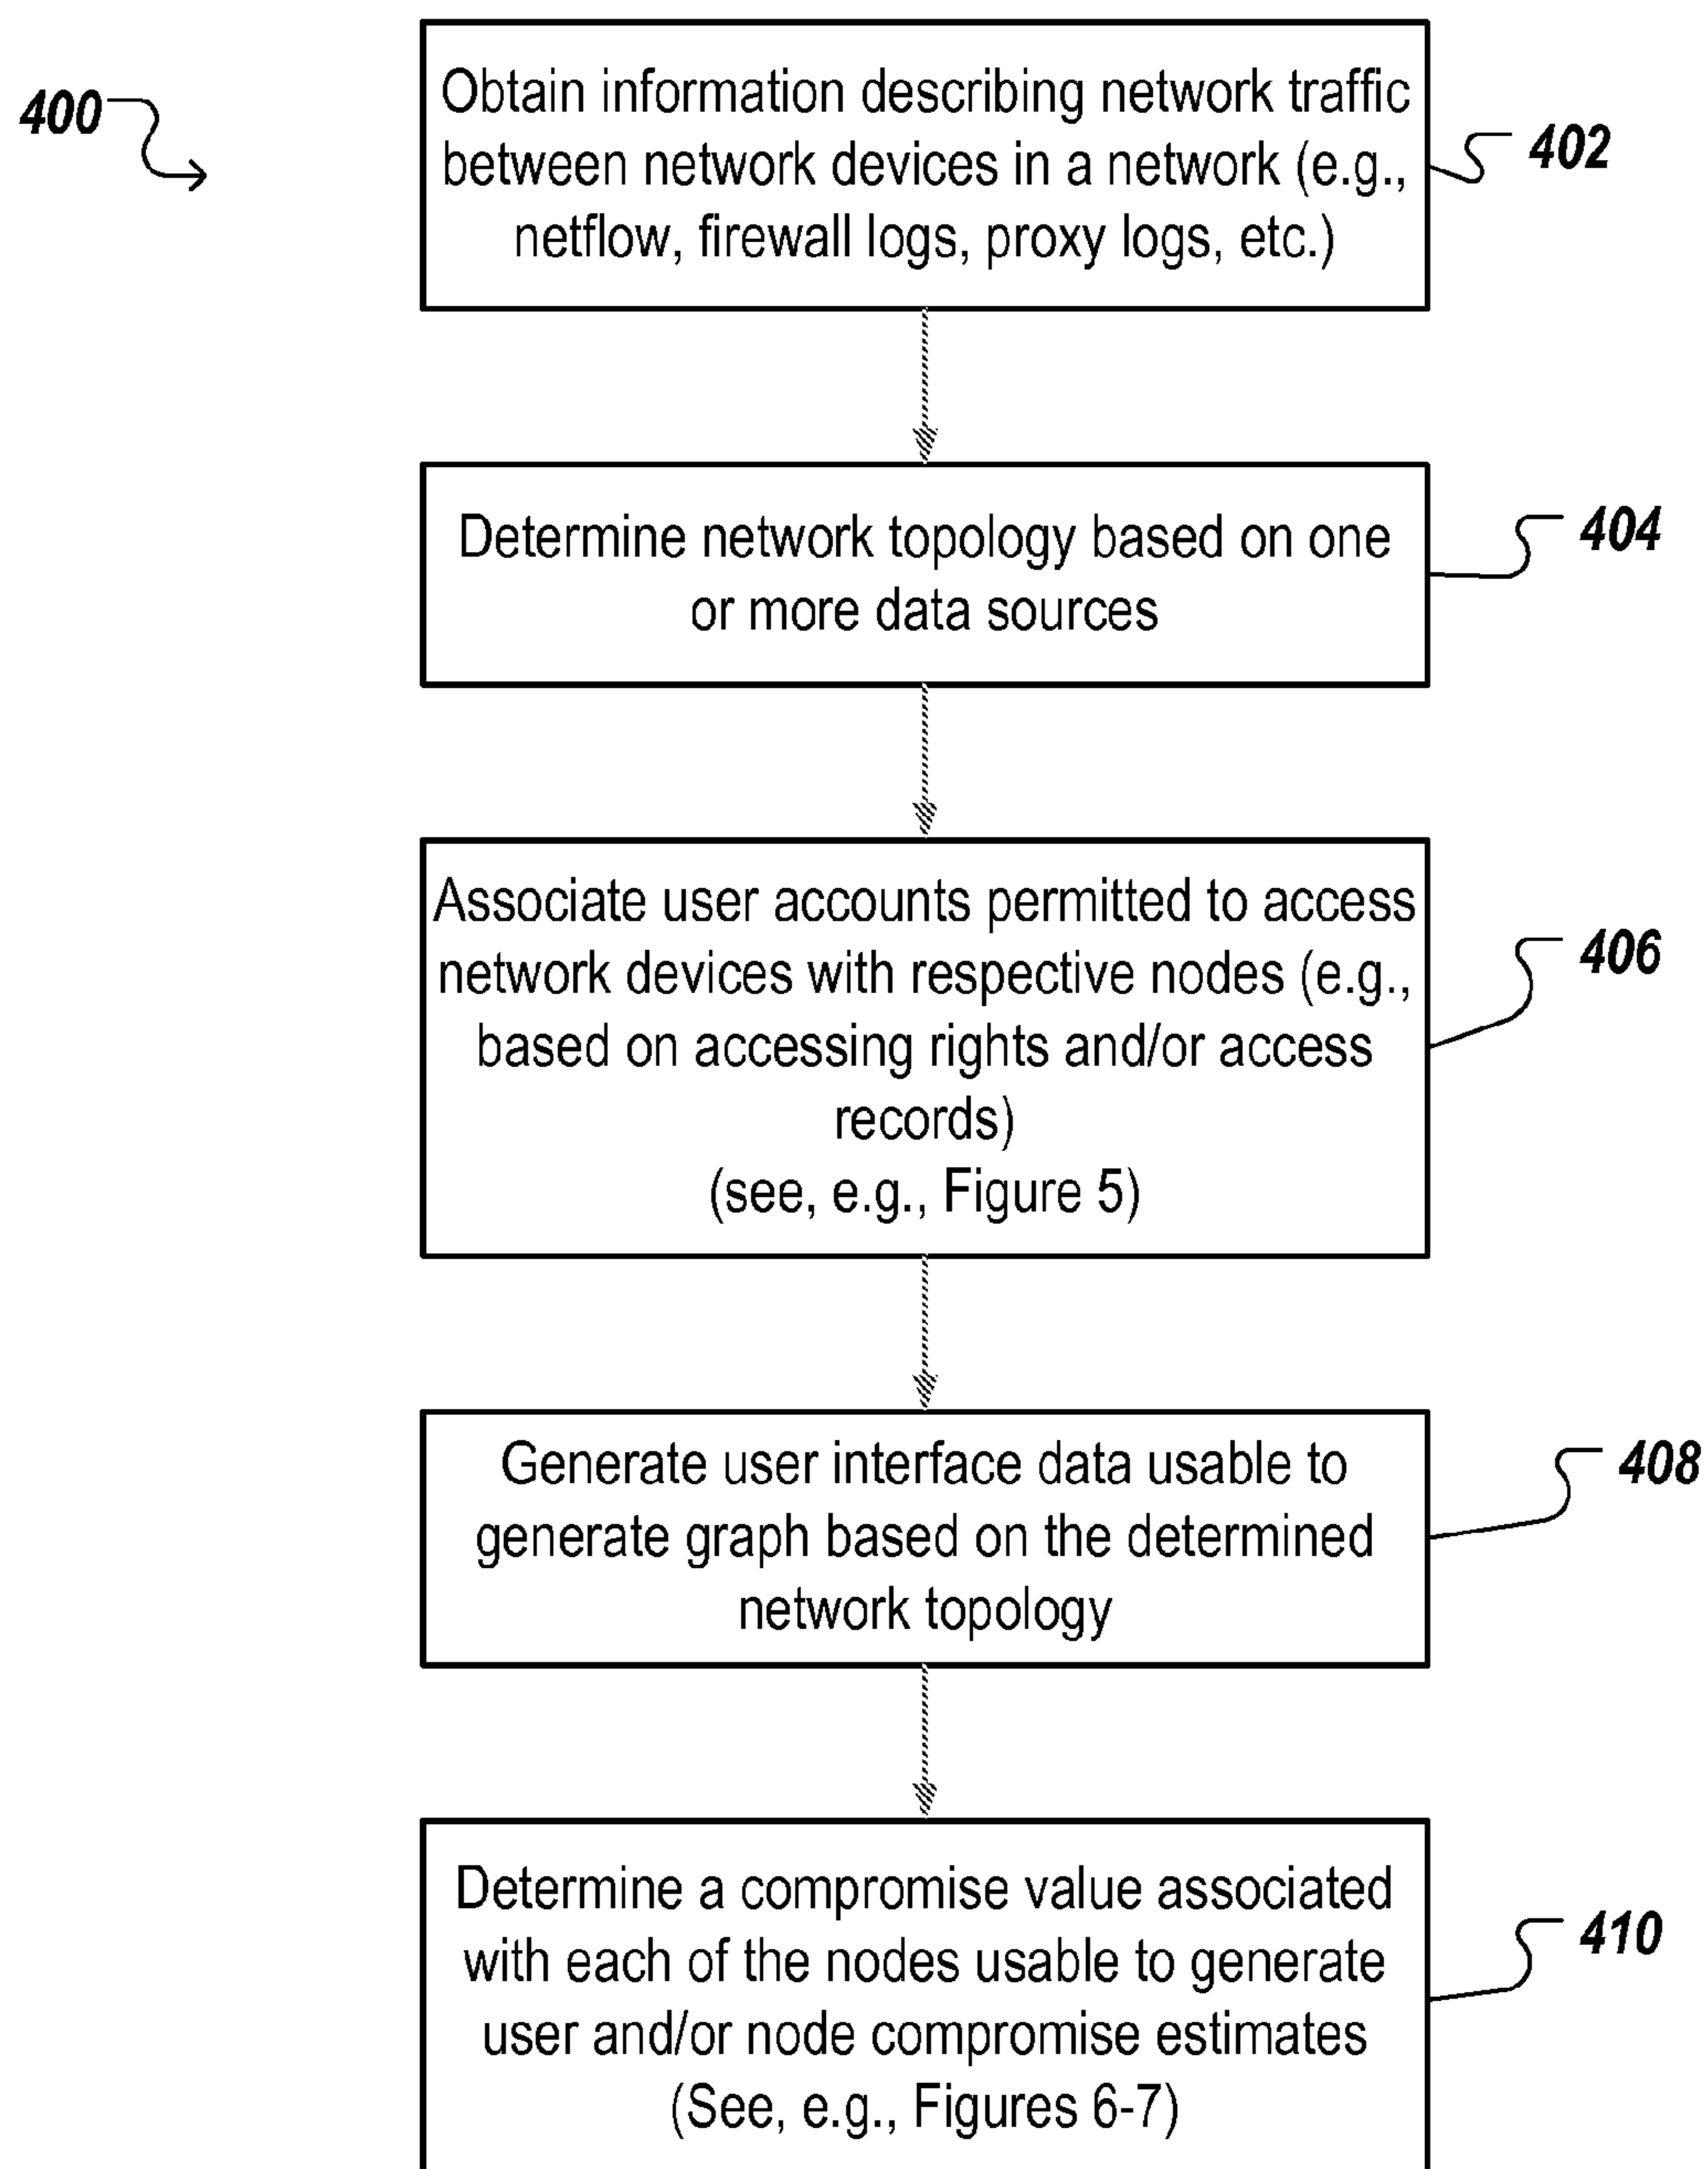 400
Obtain information describing network traffic
between network devices in a network (e.g.,
netflow, firewall logs, proxy logs, etc.)
402
Determine network topology based on one
or more data sources
404
Associate user accounts permitted to access
network devices with respective nodes (e.g.,
based on accessing rights and/or access
records)
(see, e.g., Figure 5)
406
Generate user interface data usable to
generate graph based on the determined
network topology
408
Determine a compromise value associated
with each of the nodes usable to generate
user and/or node compromise estimates
(See, e.g., Figures 6-7)
410